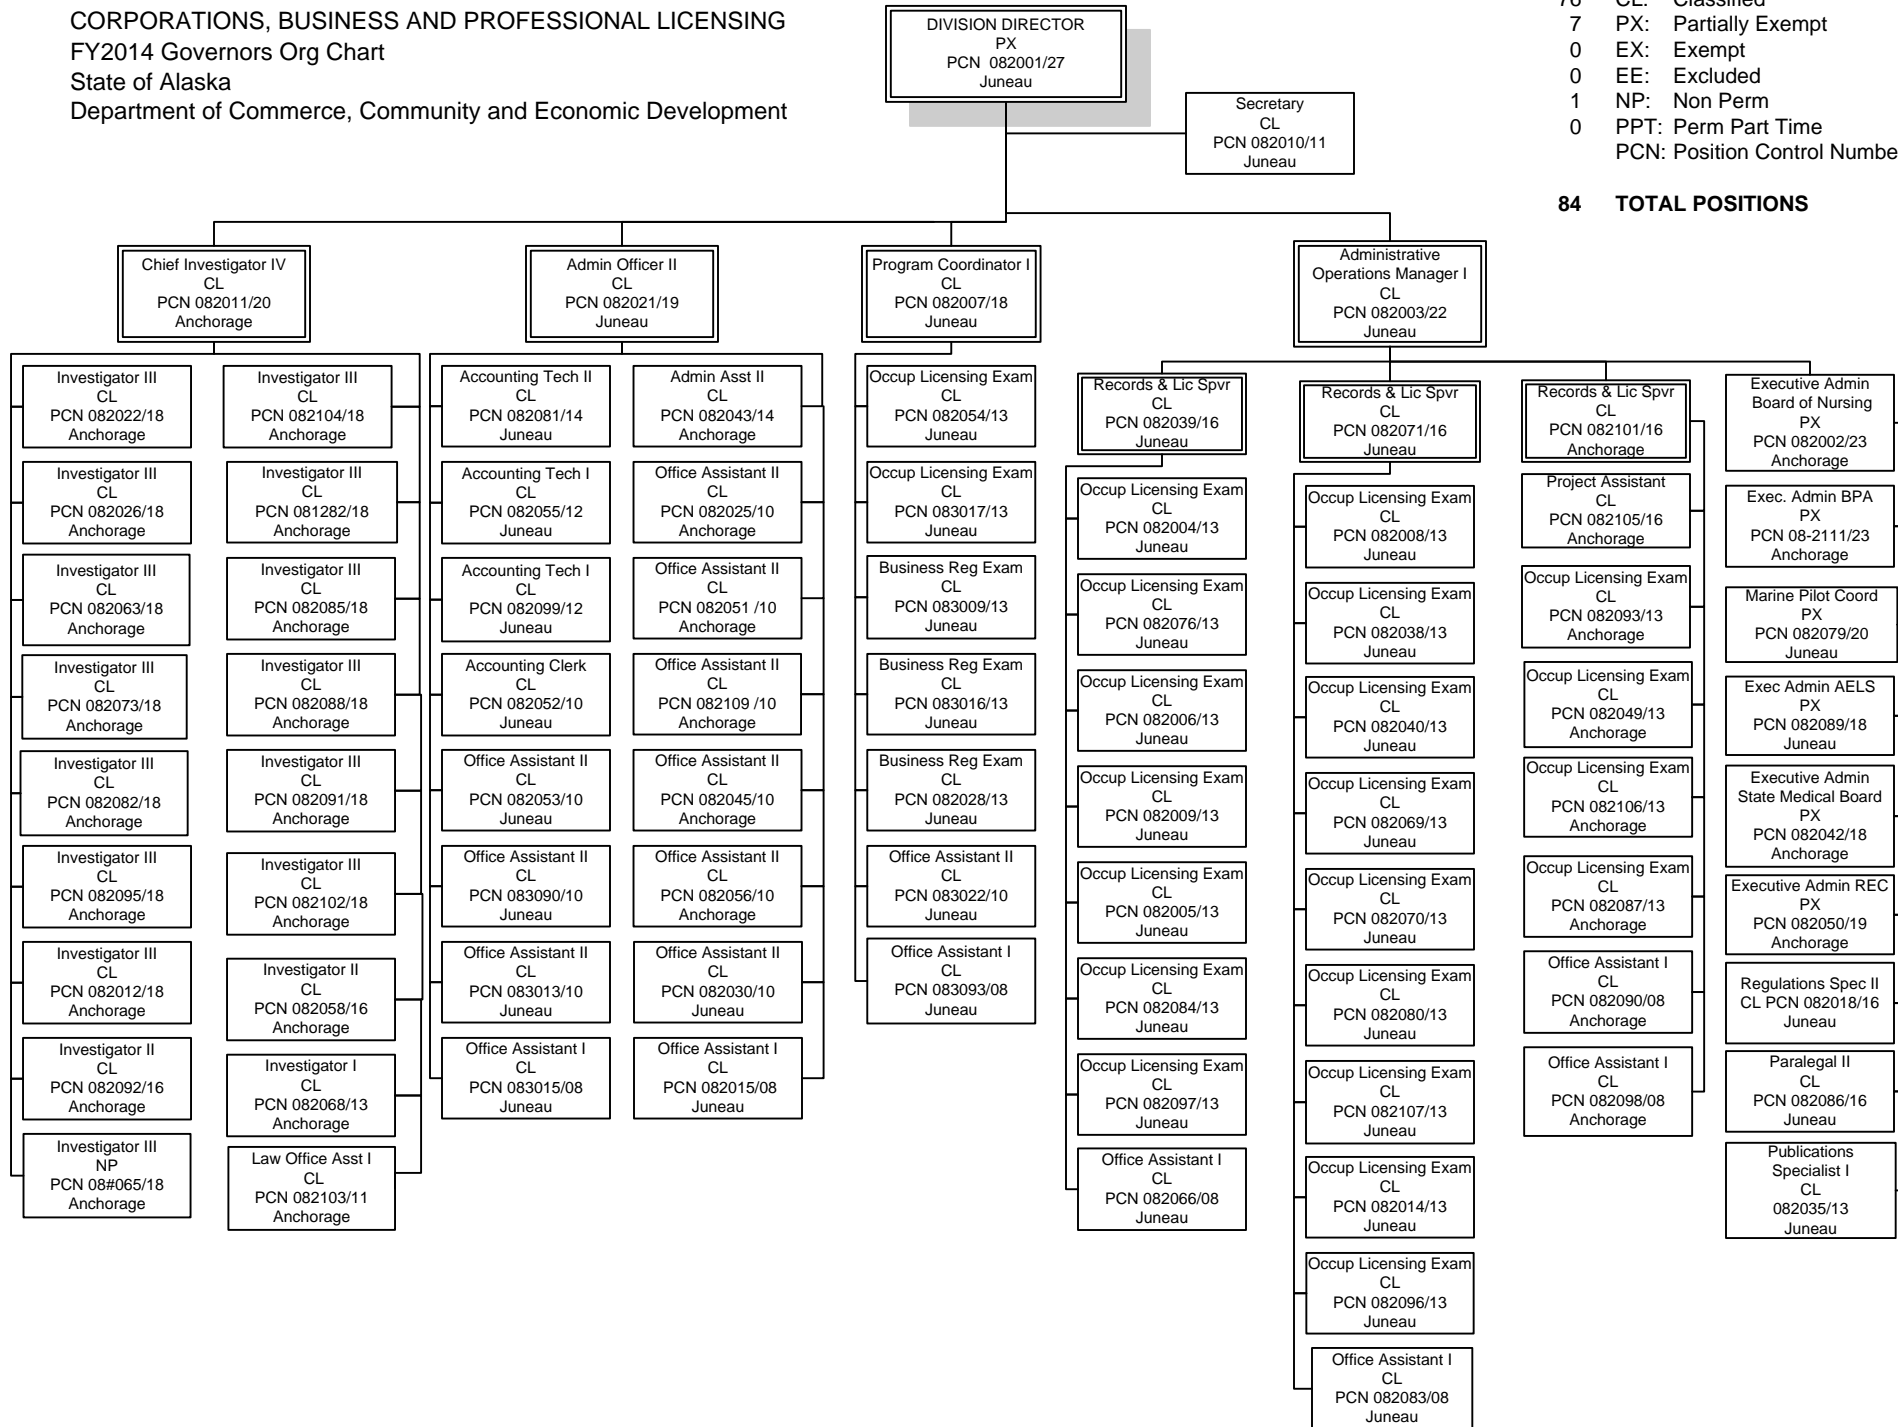 CORPORATIONS, BUSINESS AND PROFESSIONAL LICENSING
FY2014 Governors Org Chart
State of Alaska
Department of Commerce, Community and Economic Development
DIVISION DIRECTOR
PX
PCN 082001/27
Juneau
Secretary
CL
PCN 082010/11
Juneau
76 CL: Classified
7 PX: Partially Exempt
0 EX: Exempt
0 EE: Excluded
1 NP: Non Perm
0 PPT: Perm Part Time
PCN: Position Control Numbe
84 TOTAL POSITIONS
Chief Investigator IV
CL
PCN 082011/20
Anchorage
Admin Officer II
CL
PCN 082021/19
Juneau
Program Coordinator I
CL
PCN 082007/18
Juneau
Administrative
Operations Manager I
CL
PCN 082003/22
Juneau
Investigator III
CL
PCN 082022/18
Anchorage
Investigator III
CL
PCN 082026/18
Anchorage
Investigator III
CL
PCN 082063/18
Anchorage
Investigator III
CL
PCN 082073/18
Anchorage
Investigator III
CL
PCN 082082/18
Anchorage
Investigator III
CL
PCN 082095/18
Anchorage
Investigator III
CL
PCN 082012/18
Anchorage
Investigator II
CL
PCN 082092/16
Anchorage
Investigator III
NP
PCN 08#065/18
Anchorage
Investigator III
CL
PCN 082104/18
Anchorage
Investigator III
CL
PCN 081282/18
Anchorage
Investigator III
CL
PCN 082085/18
Anchorage
Investigator III
CL
PCN 082088/18
Anchorage
Investigator III
CL
PCN 082091/18
Anchorage
Investigator III
CL
PCN 082102/18
Anchorage
Investigator II
CL
PCN 082058/16
Anchorage
Investigator I
CL
PCN 082068/13
Anchorage
Law Office Asst I
CL
PCN 082103/11
Anchorage
Accounting Tech II
CL
PCN 082081/14
Juneau
Accounting Tech I
CL
PCN 082055/12
Juneau
Accounting Tech I
CL
PCN 082099/12
Juneau
Accounting Clerk
CL
PCN 082052/10
Juneau
Office Assistant II
CL
PCN 082053/10
Juneau
Office Assistant II
CL
PCN 083090/10
Juneau
Office Assistant II
CL
PCN 083013/10
Juneau
Office Assistant I
CL
PCN 083015/08
Juneau
Admin Asst II
CL
PCN 082043/14
Anchorage
Office Assistant II
CL
PCN 082025/10
Anchorage
Office Assistant II
CL
PCN 082051 /10
Anchorage
Office Assistant II
CL
PCN 082109 /10
Anchorage
Office Assistant II
CL
PCN 082045/10
Anchorage
Office Assistant II
CL
PCN 082056/10
Anchorage
Office Assistant II
CL
PCN 082030/10
Juneau
Office Assistant I
CL
PCN 082015/08
Juneau
Occup Licensing Exam
CL
PCN 082054/13
Juneau
Occup Licensing Exam
CL
PCN 083017/13
Juneau
Business Reg Exam
CL
PCN 083009/13
Juneau
Business Reg Exam
CL
PCN 083016/13
Juneau
Business Reg Exam
CL
PCN 082028/13
Juneau
Office Assistant II
CL
PCN 083022/10
Juneau
Office Assistant I
CL
PCN 083093/08
Juneau
Records & Lic Spvr
CL
PCN 082039/16
Juneau
Occup Licensing Exam
CL
PCN 082004/13
Juneau
Occup Licensing Exam
CL
PCN 082076/13
Juneau
Occup Licensing Exam
CL
PCN 082006/13
Juneau
Occup Licensing Exam
CL
PCN 082009/13
Juneau
Occup Licensing Exam
CL
PCN 082005/13
Juneau
Occup Licensing Exam
CL
PCN 082084/13
Juneau
Occup Licensing Exam
CL
PCN 082097/13
Juneau
Office Assistant I
CL
PCN 082066/08
Juneau
Records & Lic Spvr
CL
PCN 082071/16
Juneau
Occup Licensing Exam
CL
PCN 082008/13
Juneau
Occup Licensing Exam
CL
PCN 082038/13
Juneau
Occup Licensing Exam
CL
PCN 082040/13
Juneau
Occup Licensing Exam
CL
PCN 082069/13
Juneau
Occup Licensing Exam
CL
PCN 082070/13
Juneau
Occup Licensing Exam
CL
PCN 082080/13
Juneau
Occup Licensing Exam
CL
PCN 082107/13
Juneau
Occup Licensing Exam
CL
PCN 082014/13
Juneau
Occup Licensing Exam
CL
PCN 082096/13
Juneau
Office Assistant I
CL
PCN 082083/08
Juneau
Records & Lic Spvr
CL
PCN 082101/16
Anchorage
Project Assistant
CL
PCN 082105/16
Anchorage
Occup Licensing Exam
CL
PCN 082093/13
Anchorage
Occup Licensing Exam
CL
PCN 082049/13
Anchorage
Occup Licensing Exam
CL
PCN 082106/13
Anchorage
Occup Licensing Exam
CL
PCN 082087/13
Anchorage
Office Assistant I
CL
PCN 082090/08
Anchorage
Office Assistant I
CL
PCN 082098/08
Anchorage
Executive Admin
Board of Nursing
PX
PCN 082002/23
Anchorage
Exec. Admin BPA
PX
PCN 08-2111/23
Anchorage
Marine Pilot Coord
PX
PCN 082079/20
Juneau
Exec Admin AELS
PX
PCN 082089/18
Juneau
Executive Admin
State Medical Board
PX
PCN 082042/18
Anchorage
Executive Admin REC
PX
PCN 082050/19
Anchorage
Regulations Spec II
CL PCN 082018/16
Juneau
Paralegal II
CL
PCN 082086/16
Juneau
Publications
Specialist I
CL
082035/13
Juneau